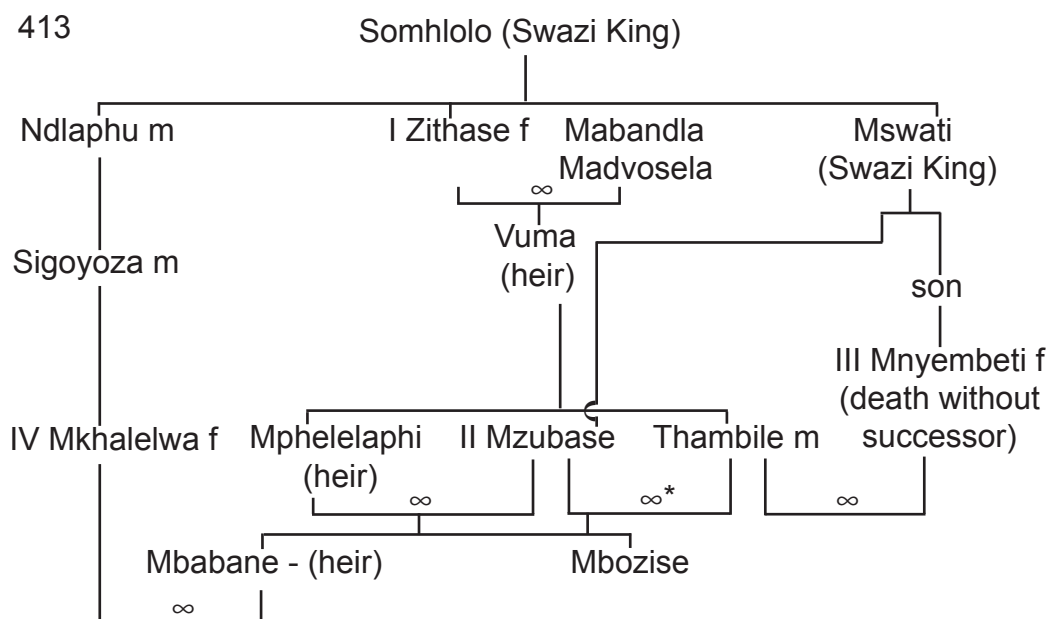 413
Somhlolo (Swazi King)
Ndlaphu m
I Zithase f
Mabandla
Madvosela
Mswati
(Swazi King)
∞
Vuma
(heir)
Sigoyoza m
son
III Mnyembeti f
(death without
successor)
IV Mkhalelwa f
Mphelelaphi
(heir)
II Mzubase
Thambile m
∞
∞*
∞
Mbabane - (heir)
Mbozise
∞